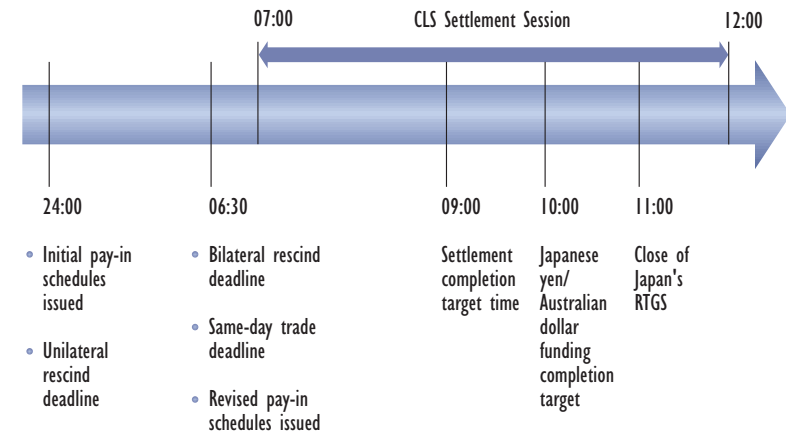 07:00
CLS Settlement Session
12:00
24:00
• Initial pay-in
schedules
issued
• Unilateral
rescind
deadline
06:30
• Bilateral rescind
deadline
• Same-day trade
deadline
• Revised pay-in
schedules issued
09:00
Settlement
completion
target time
10:00
Japanese
yen/
Australian
dollar
funding
completion
target
11:00
Close of
Japan's
RTGS